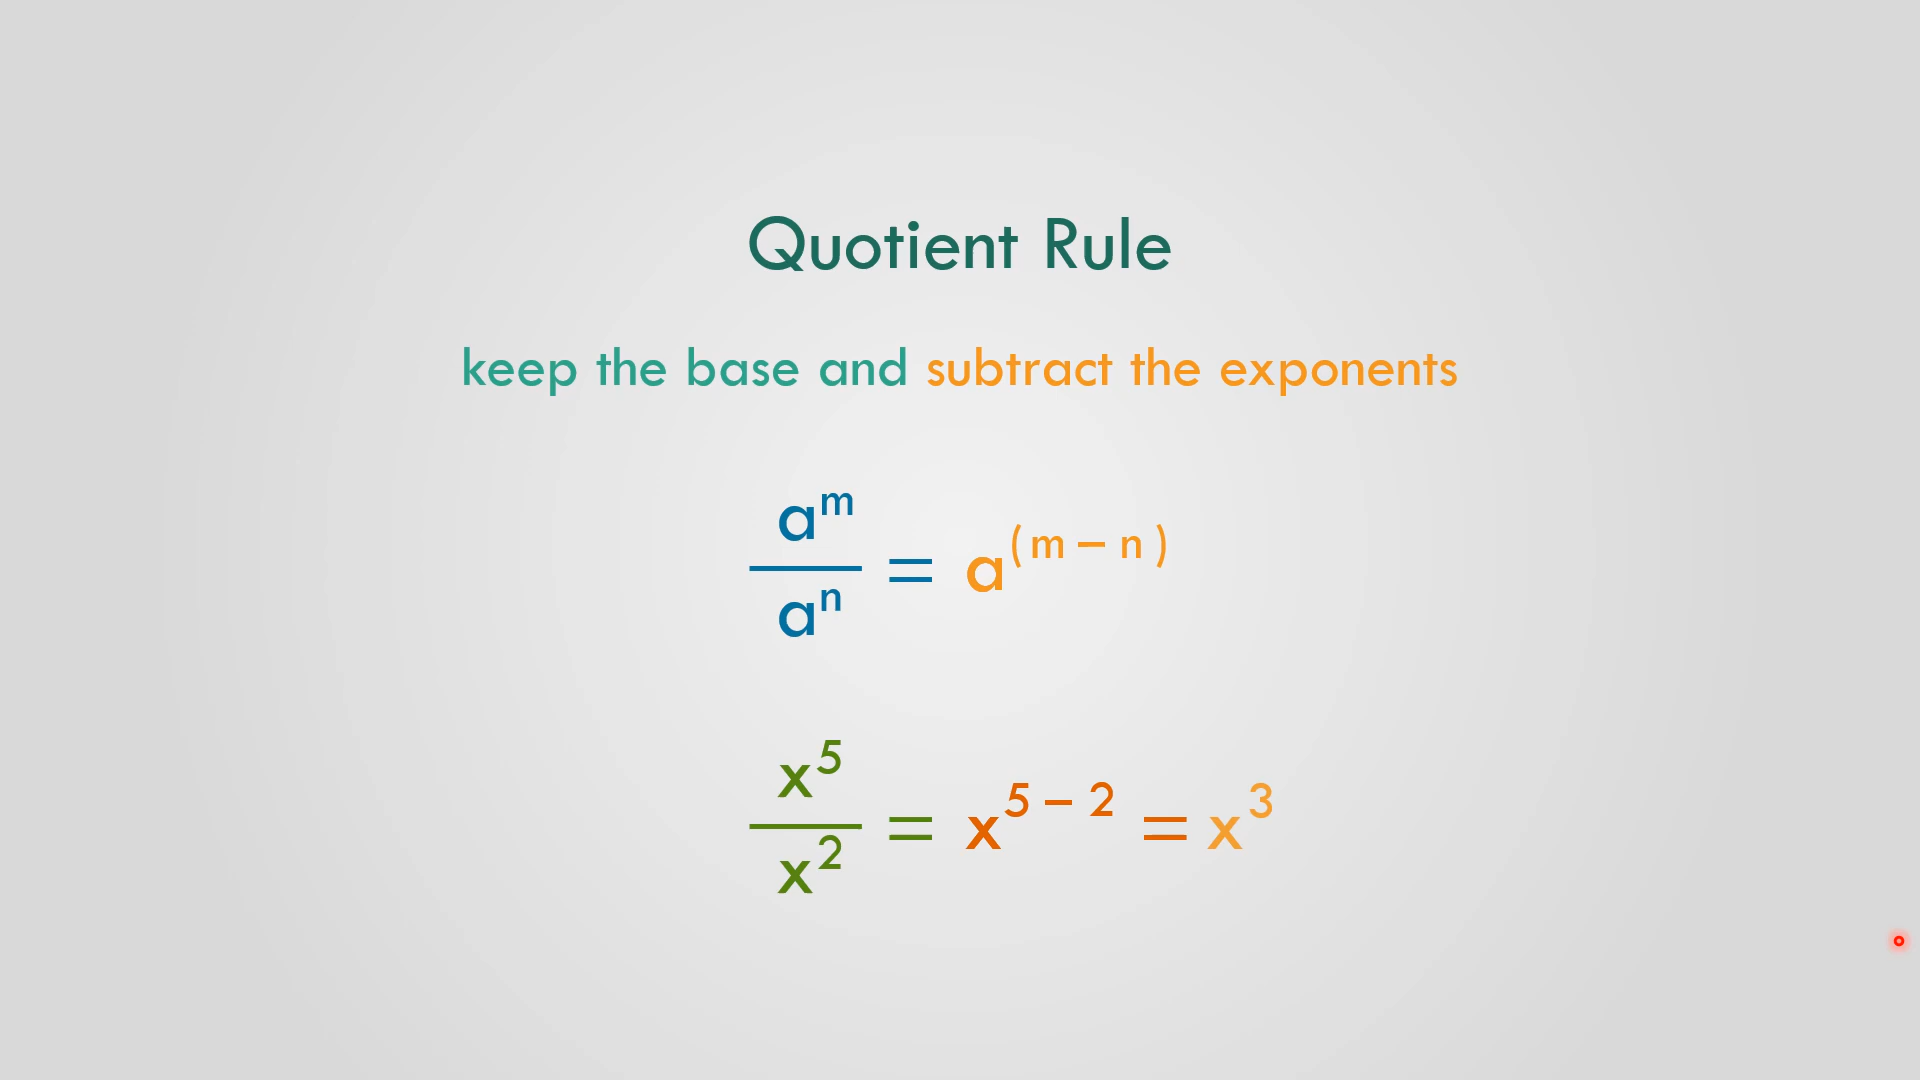 Quotient Rule
keep the base and subtract the exponents
a^m / a^n = a^(m – n)
x^5 / x^2 = x^5 – 2 = x^3